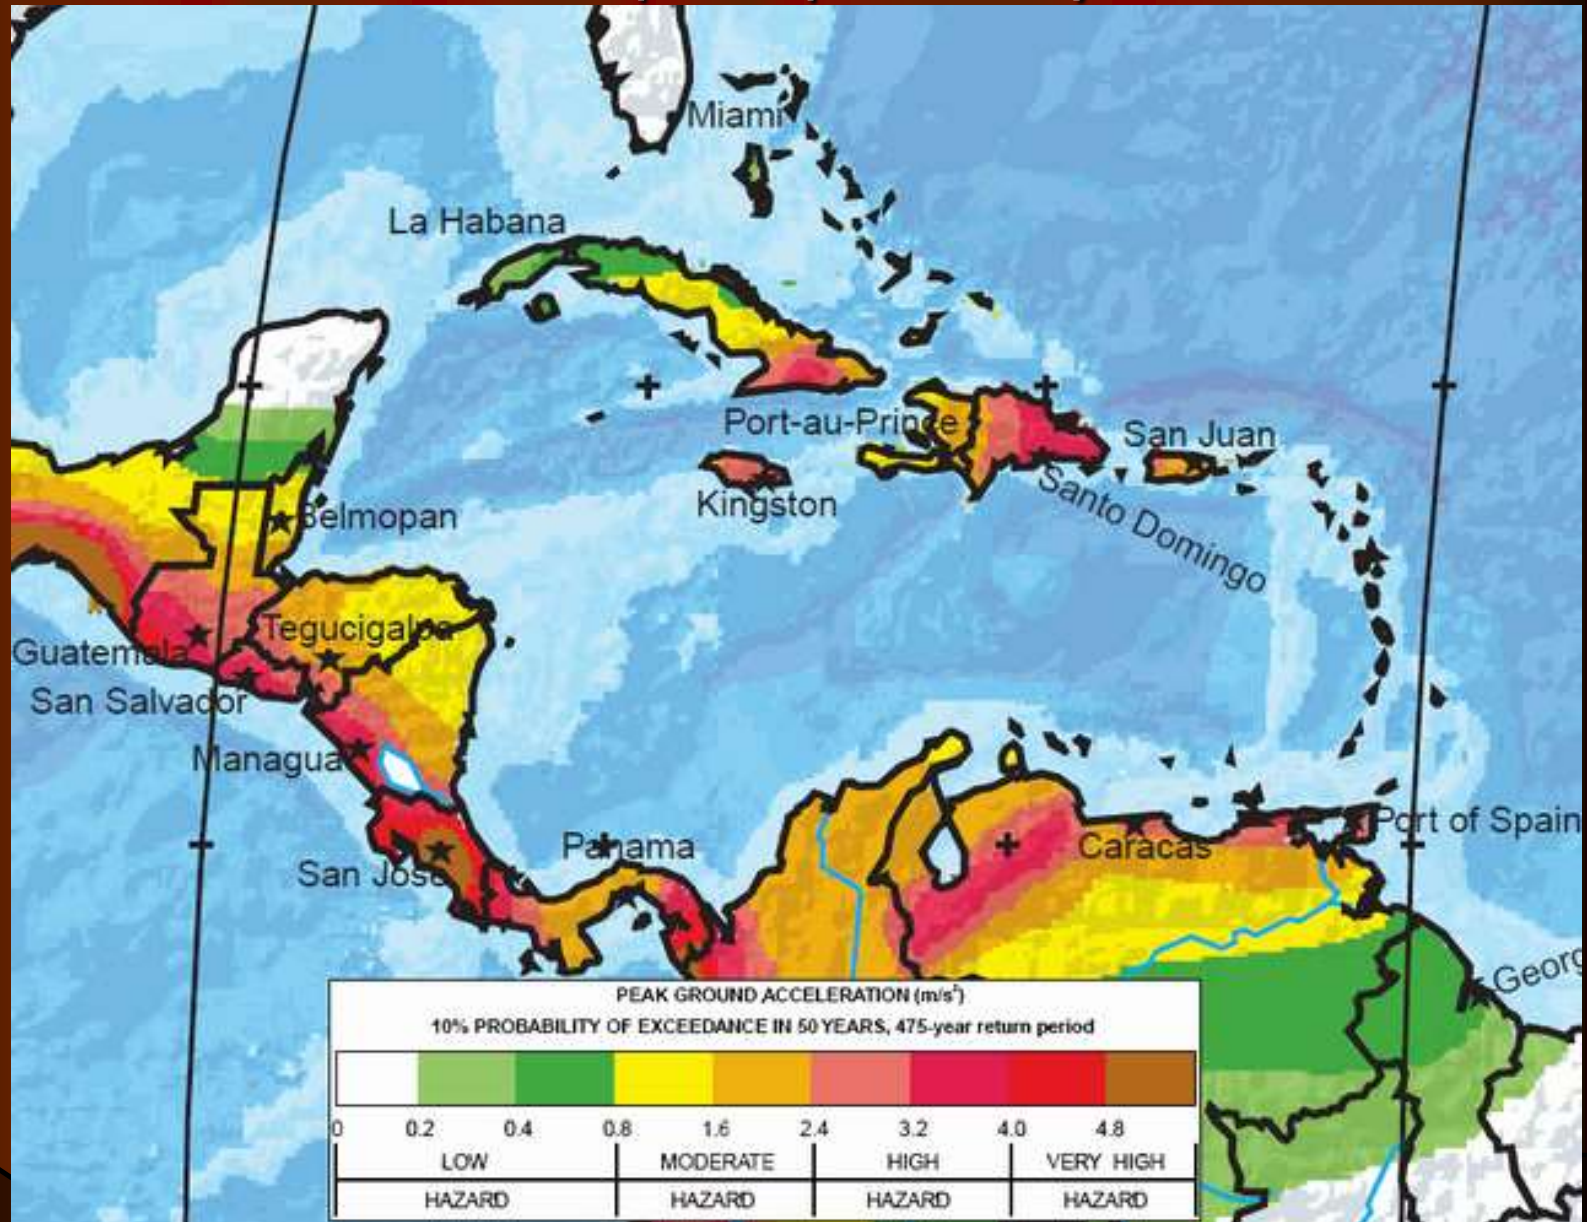 Miami
La Habana
Port-au-Prince
San Juan
Kingston
Santo Domingo
Belmopan
Tegucigalpa
Guatemala
San Salvador
Managua
Panama
Caracas
Port of Spain
San Jose
Georg
PEAK GROUND ACCELERATION (m/s²)
10% PROBABILITY OF EXCEEDANCE IN 50 YEARS, 475-year return period
0 0.2 0.4 0.8 1.6 2.4 3.2 4.0 4.8
LOW MODERATE HIGH VERY HIGH
HAZARD HAZARD HAZARD HAZARD